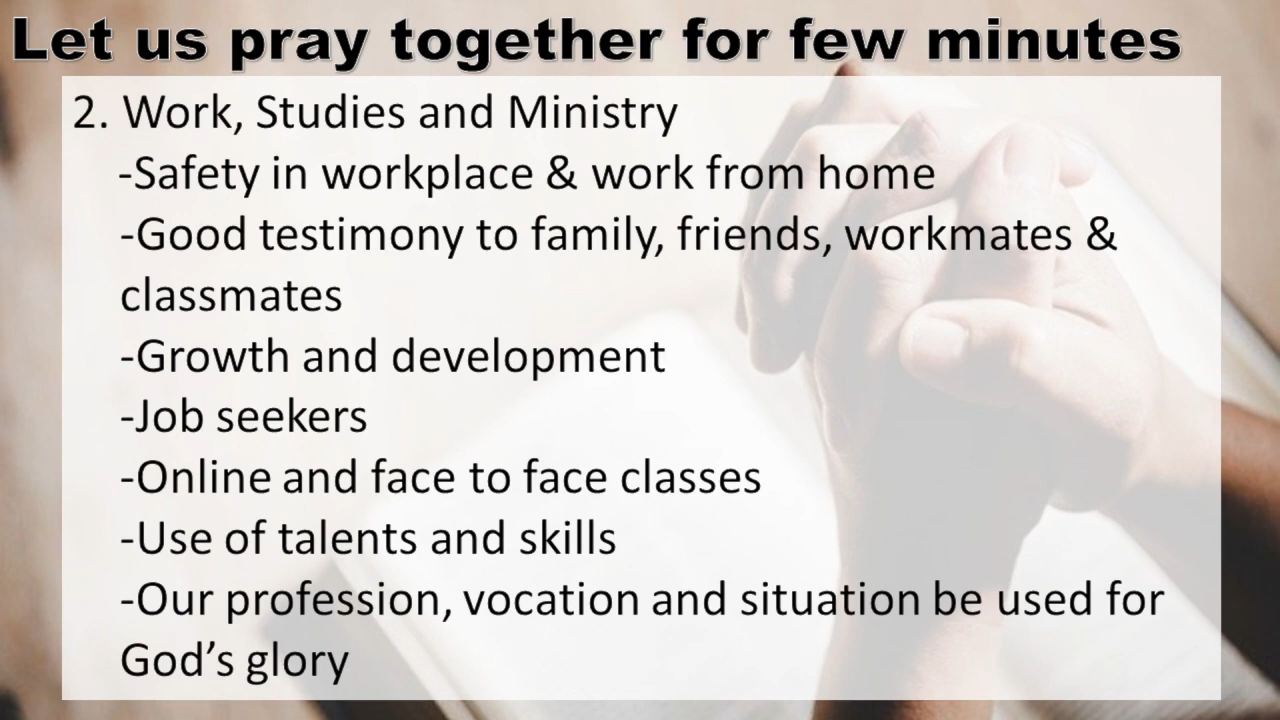 Let us pray together for few minutes
2. Work, Studies and Ministry
-Safety in workplace & work from home
-Good testimony to family, friends, workmates &
classmates
-Growth and development
-Job seekers
-Online and face to face classes
-Use of talents and skills
-Our profession, vocation and situation be used for
God’s glory